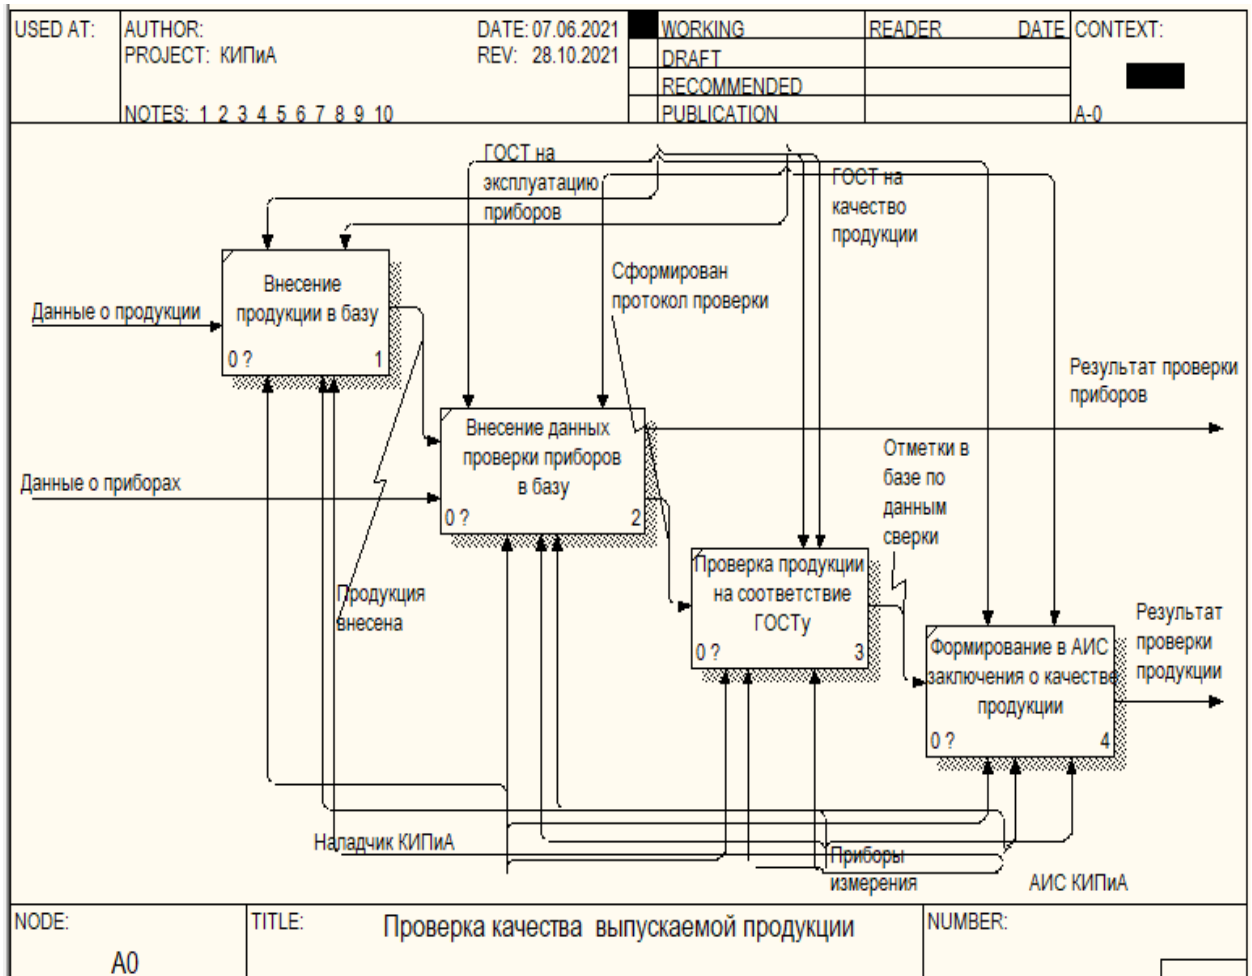 USED AT:
AUTHOR:
DATE: 07.06.2021
WORKING
READER
DATE
CONTEXT:
PROJECT: КИПиА
REV: 28.10.2021
DRAFT
RECOMMENDED
NOTES: 1 2 3 4 5 6 7 8 9 10
PUBLICATION
A-0
ГОСТ на
эксплуатацию
приборов
ГОСТ на
качество
продукции
Сформирован
протокол проверки
Внесение
продукции в базу
0 ?
1
Данные о продукции
Результат проверки
приборов
Внесение данных
проверки приборов
в базу
0 ?
2
Данные о приборах
Отметки в
базе по
данным
сверки
Продукция
внесена
Проверка продукции
на соответствие
ГОСТу
0 ?
3
Результат
проверки
продукции
Формирование в АИС
заключения о качестве
продукции
0 ?
4
Наладчик КИПиА
Приборы
измерения
АИС КИПиА
NODE:
TITLE:
Проверка качества выпускаемой продукции
NUMBER:
A0